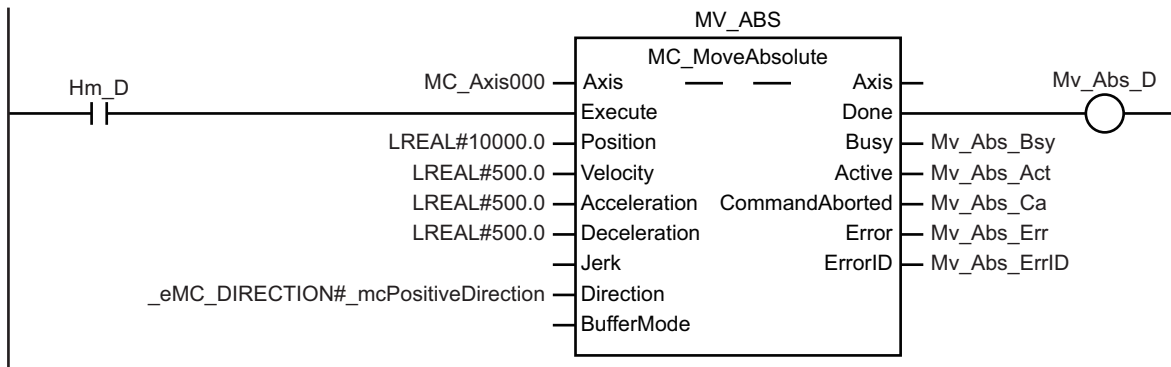 MV_ABS
MC_MoveAbsolute
Hm_D MC_Axis000 Axis Axis Mv_Abs_D
Execute Done
LREAL#10000.0 Position Busy Mv_Abs_Bsy
LREAL#500.0 Velocity Active Mv_Abs_Act
LREAL#500.0 Acceleration CommandAborted Mv_Abs_Ca
LREAL#500.0 Deceleration Error Mv_Abs_Err
Jerk ErrorID Mv_Abs_ErrID
_eMC_DIRECTION#_mcPositiveDirection Direction
BufferMode